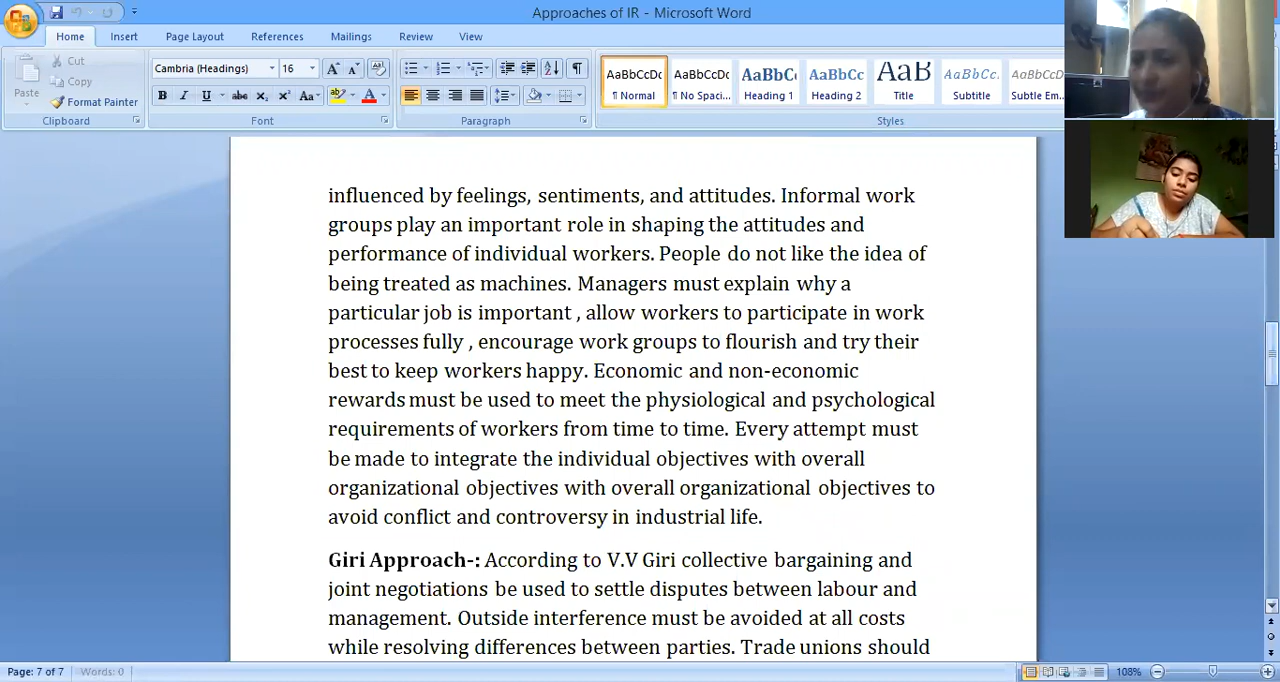 Approaches of IR - Microsoft Word
Home Insert Page Layout References Mailings Review View
Cut
Copy
Format Painter
Paste
Clipboard
Cambria (Headings) 16
Font
Paragraph
AaBbCcDc AaBbCcDc AaBbC AaBbCc AaB AaBbCc. AaBbCcDc
¶ Normal ¶ No Spaci... Heading 1 Heading 2 Title Subtitle Subtle Em...
Styles
influenced by feelings, sentiments, and attitudes. Informal work
groups play an important role in shaping the attitudes and
performance of individual workers. People do not like the idea of
being treated as machines. Managers must explain why a
particular job is important , allow workers to participate in work
processes fully , encourage work groups to flourish and try their
best to keep workers happy. Economic and non-economic
rewards must be used to meet the physiological and psychological
requirements of workers from time to time. Every attempt must
be made to integrate the individual objectives with overall
organizational objectives with overall organizational objectives to
avoid conflict and controversy in industrial life.
Giri Approach-: According to V.V Giri collective bargaining and
joint negotiations be used to settle disputes between labour and
management. Outside interference must be avoided at all costs
while resolving differences between parties. Trade unions should
Page: 7 of 7 Words: 0 108%